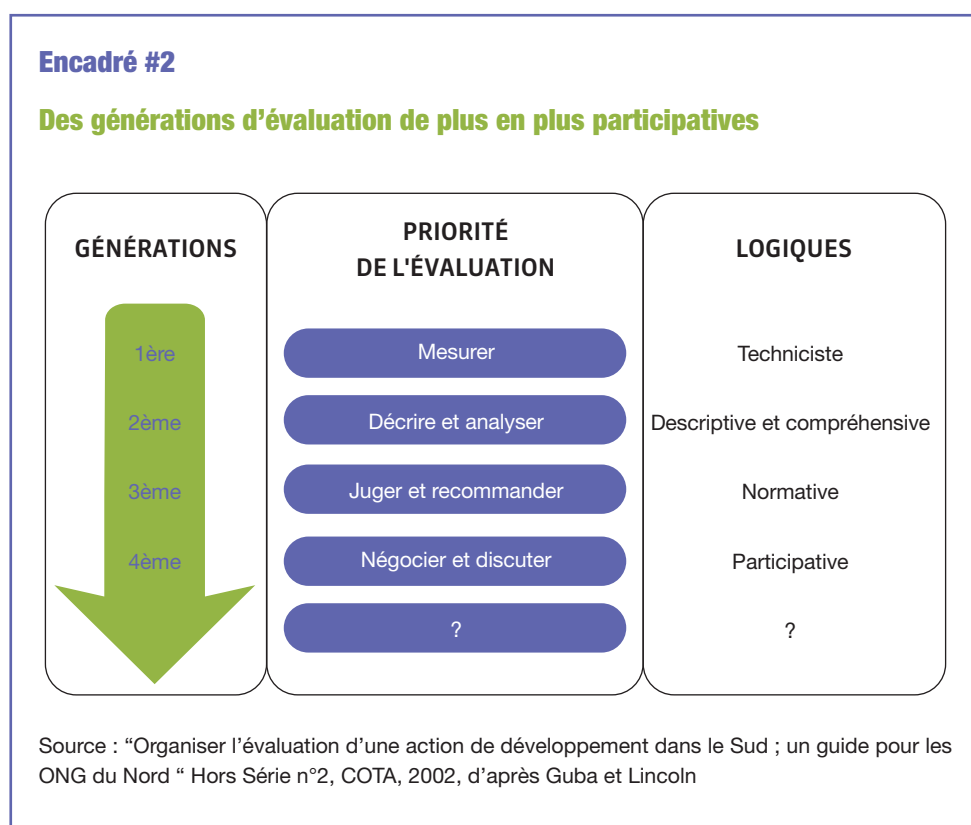 Encadré #2
Des générations d’évaluation de plus en plus participatives
GÉNÉRATIONS
PRIORITÉ
DE L'ÉVALUATION
LOGIQUES
1ère
Mesurer
Techniciste
2ème
Décrire et analyser
Descriptive et compréhensive
3ème
Juger et recommander
Normative
4ème
Négocier et discuter
Participative
?
?
Source : “Organiser l’évaluation d’une action de développement dans le Sud ; un guide pour les
ONG du Nord “ Hors Série n°2, COTA, 2002, d’après Guba et Lincoln